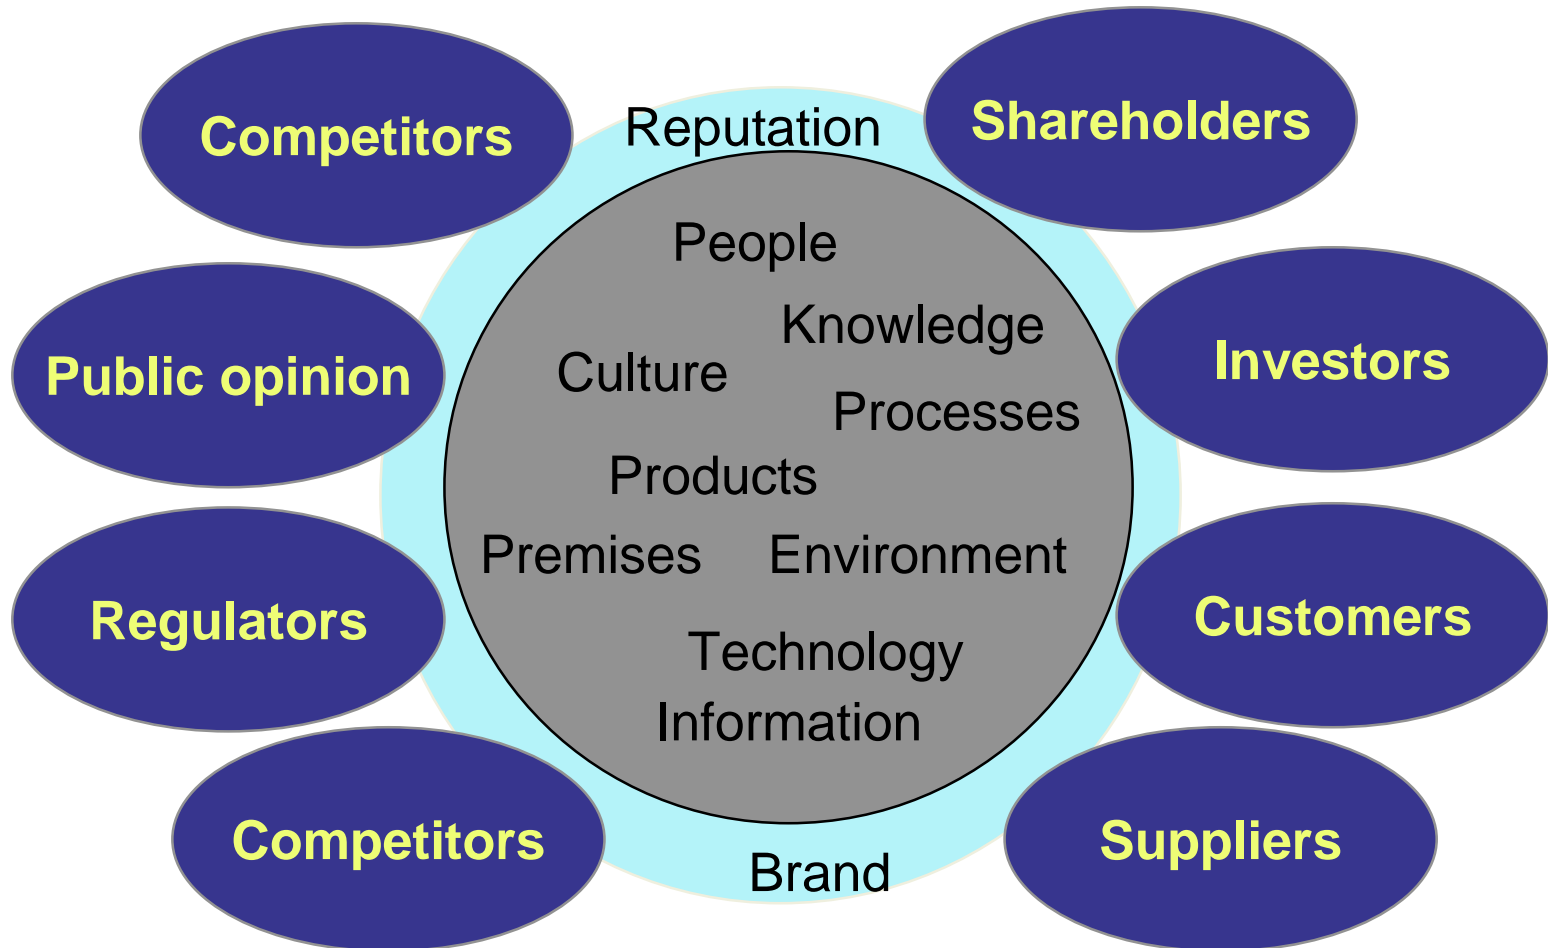 Reputation
Shareholders
Competitors
People
Knowledge
Investors
Culture
Public opinion
Processes
Products
Premises
Environment
Customers
Regulators
Technology
Information
Competitors
Suppliers
Brand